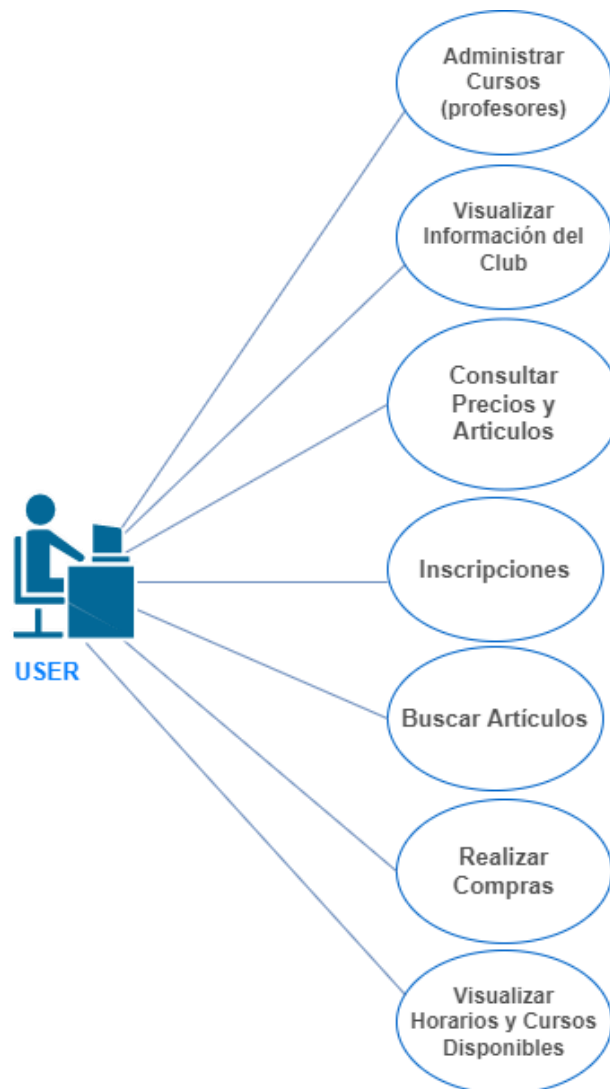 Administrar
Cursos
(profesores)
Visualizar
Información del
Club
Consultar
Precios y
Articulos
Inscripciones
USER
Buscar Artículos
Realizar
Compras
Visualizar
Horarios y Cursos
Disponibles